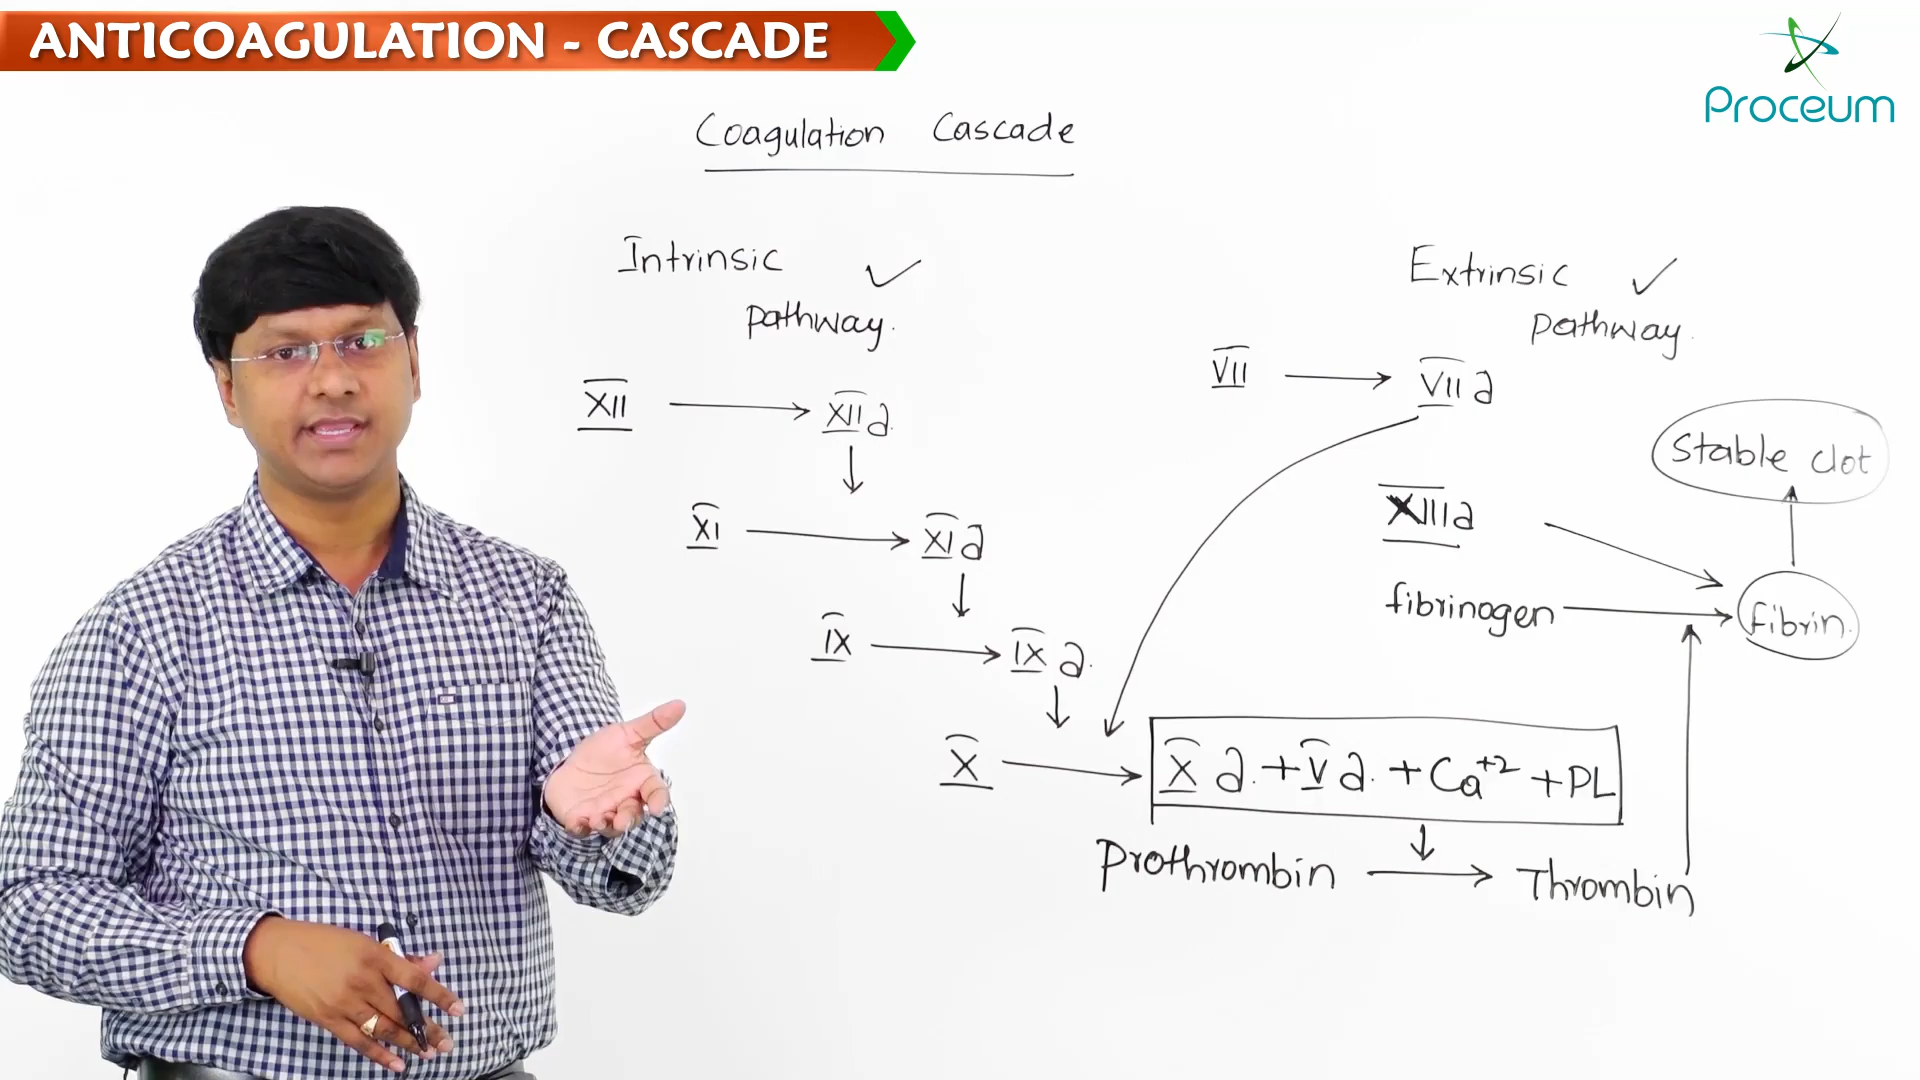 ANTICOAGULATION - CASCADE
Proceum
Coagulation Cascade
Intrinsic
pathway.
Extrinsic
pathway.
XII XIIa.
VII VIIa
XI XIa
IX IXa.
XIIIa
fibrinogen fibrin.
Stable clot
X Xa. + Va. + Ca+2 + PL
Prothrombin Thrombin